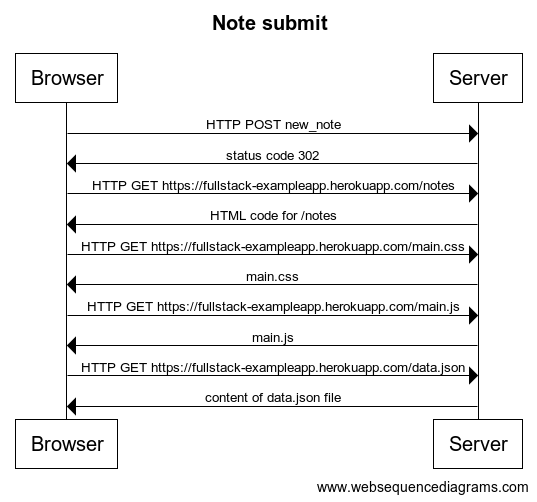 Note submit
Browser
Server
HTTP POST new_note
status code 302
HTTP GET https://fullstack-exampleapp.herokuapp.com/notes
HTML code for /notes
HTTP GET https://fullstack-exampleapp.herokuapp.com/main.css
main.css
HTTP GET https://fullstack-exampleapp.herokuapp.com/main.js
main.js
HTTP GET https://fullstack-exampleapp.herokuapp.com/data.json
content of data.json file
Browser
Server
www.websequencediagrams.com